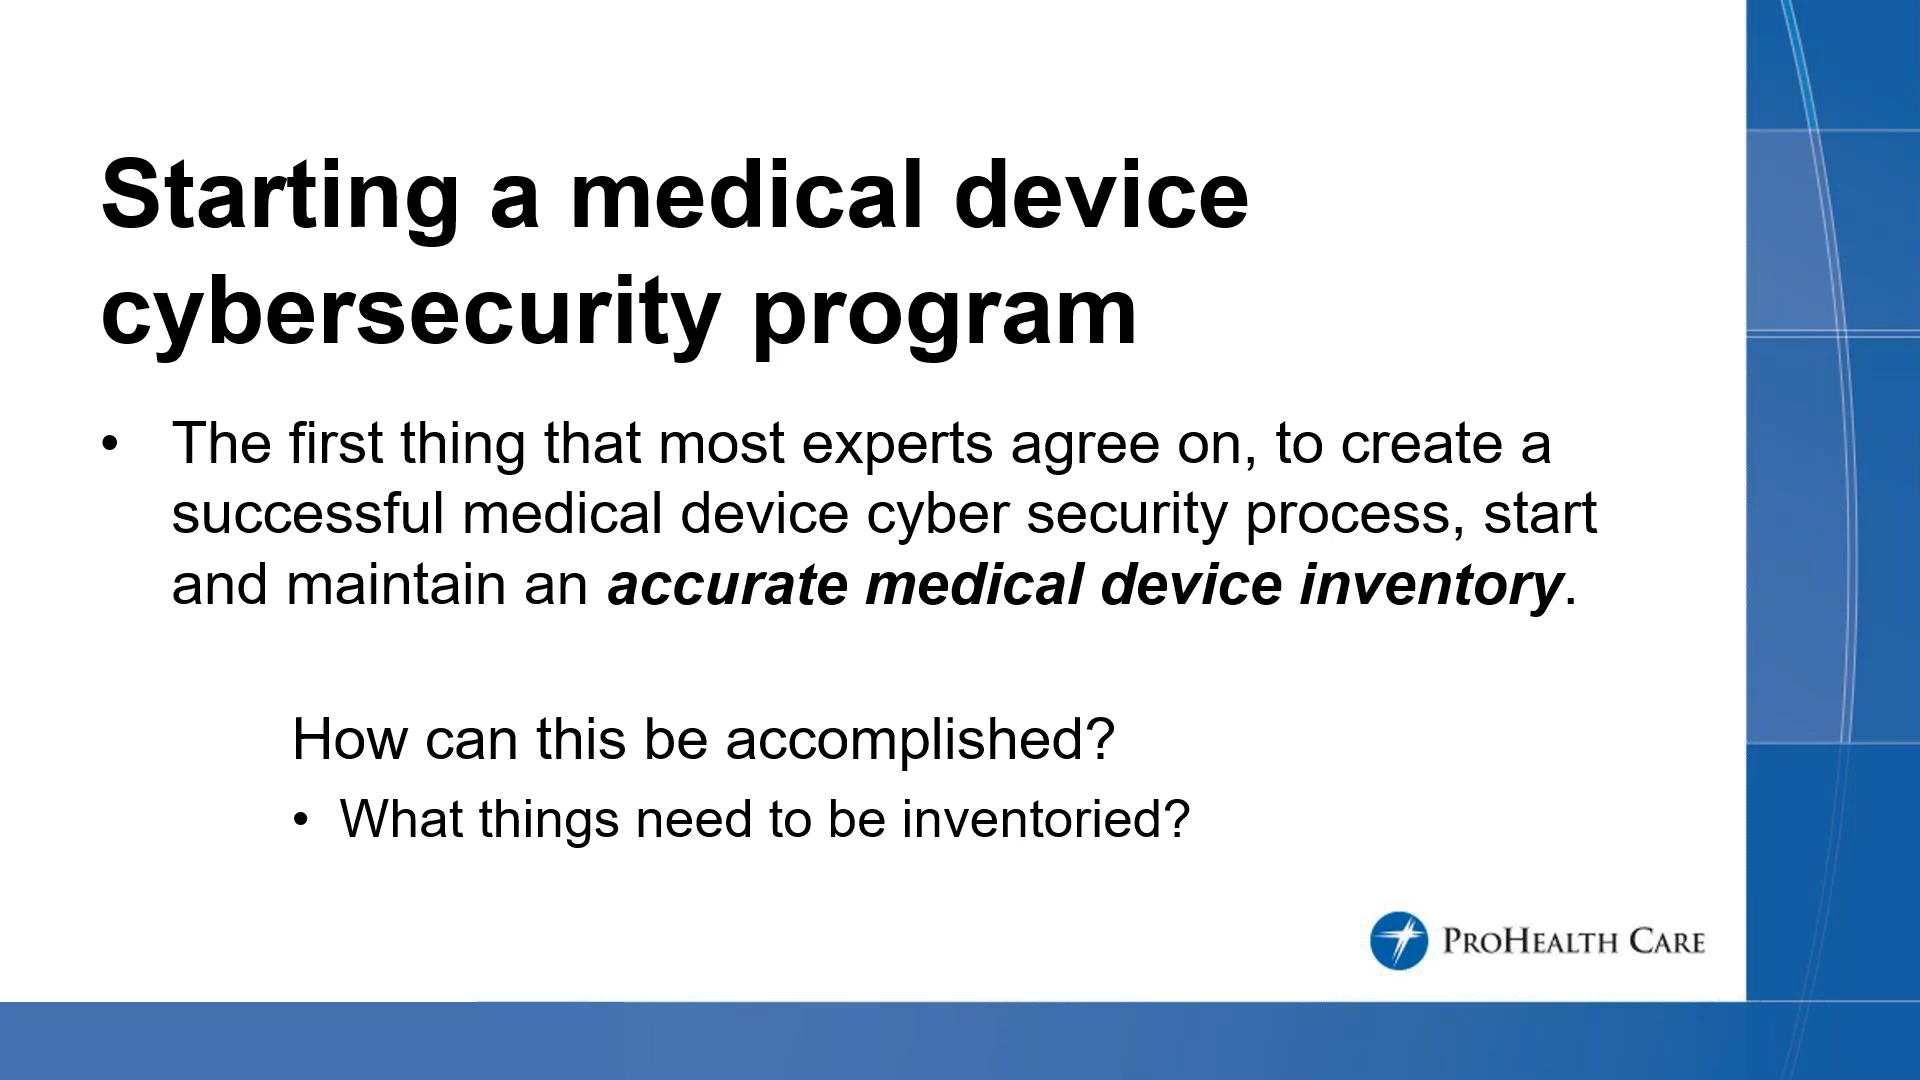 Starting a medical device
cybersecurity program
• The first thing that most experts agree on, to create a
successful medical device cyber security process, start
and maintain an accurate medical device inventory.
How can this be accomplished?
• What things need to be inventoried?
PROHEALTH CARE